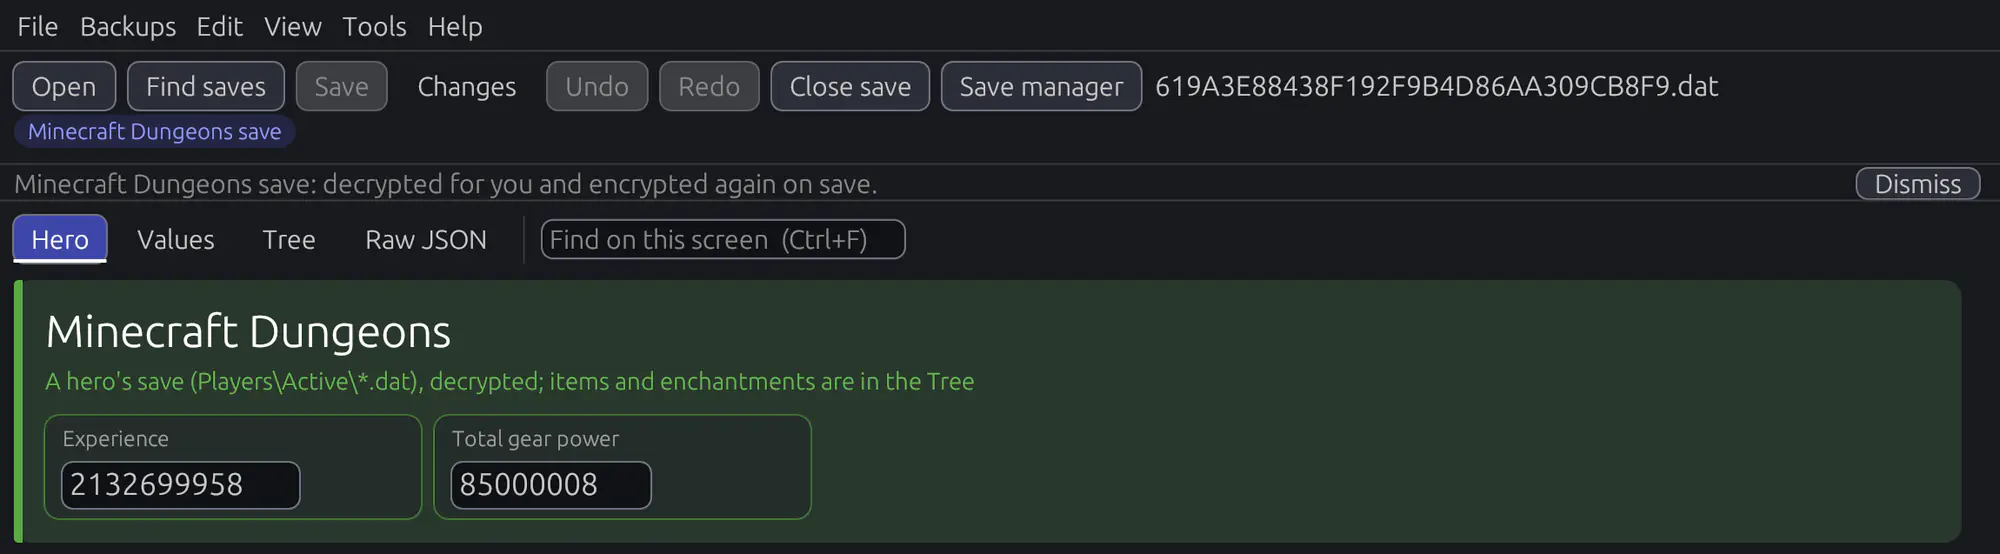 File Backups Edit View Tools Help
Open Find saves Save Changes Undo Redo Close save Save manager 619A3E88438F192F9B4D86AA309CB8F9.dat
Minecraft Dungeons save
Minecraft Dungeons save: decrypted for you and encrypted again on save. Dismiss
Hero Values Tree Raw JSON Find on this screen (Ctrl+F)
Minecraft Dungeons
A hero's save (Players\Active\*.dat), decrypted; items and enchantments are in the Tree
Experience Total gear power
2132699958 85000008